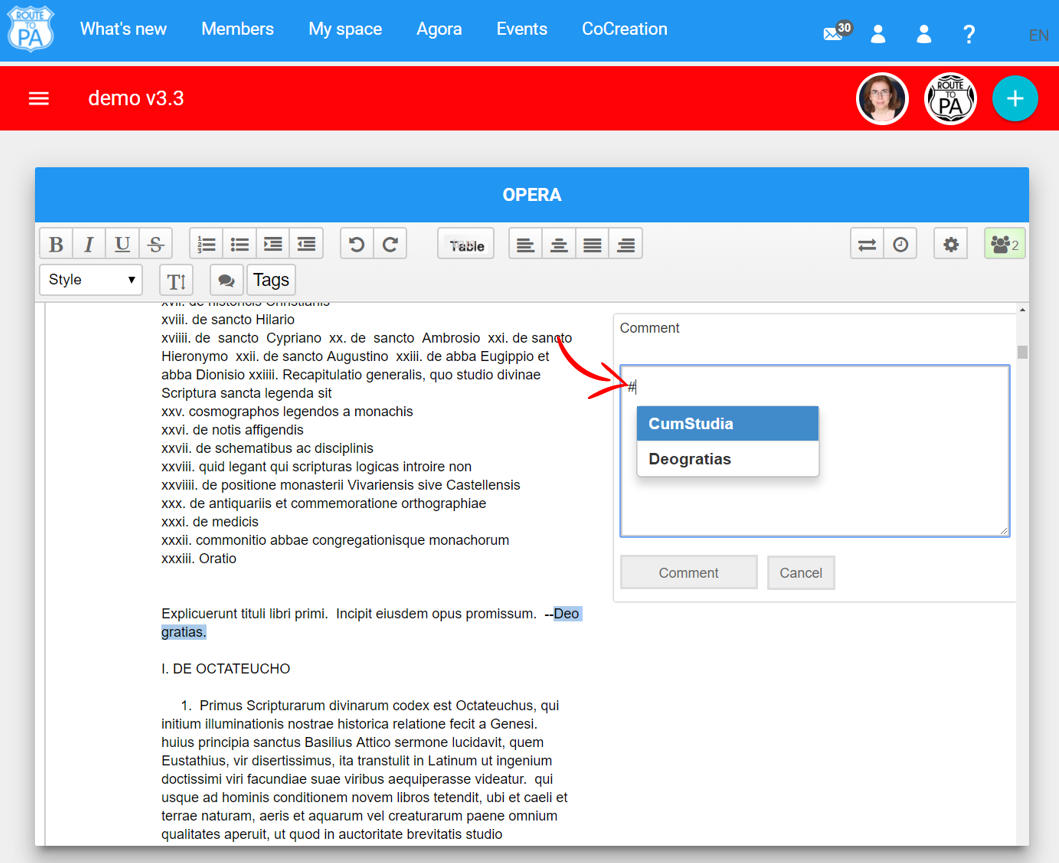 ROUTE
TO
PA
What's new
Members
My space
Agora
Events
CoCreation
30
?
EN
demo v3.3
ROUTE
TO
PA
+
OPERA
B I U S
Table
2
Style
Tags
xvii. de historicis Christianis
xviii. de sancto Hilario
xviiii. de sancto Cypriano xx. de sancto Ambrosio xxi. de sancto
Hieronymo xxii. de sancto Augustino xxiii. de abba Eugippio et
abba Dionisio xxiiii. Recapitulatio generalis, quo studio divinae
Scriptura sancta legenda sit
xxv. cosmographos legendos a monachis
xxvi. de notis affigendis
xxvii. de schematibus ac disciplinis
xxviii. quid legant qui scripturas logicas introire non
xxviiii. de positione monasterii Vivariensis sive Castellensis
xxx. de antiquariis et commemoratione orthographiae
xxxi. de medicis
xxxii. commonitio abbae congregationisque monachorum
xxxiii. Oratio
Explicuerunt tituli libri primi. Incipit eiusdem opus promissum. --Deo
gratias.
I. DE OCTATEUCHO
1. Primus Scripturarum divinarum codex est Octateuchus, qui
initium illuminationis nostrae historica relatione fecit a Genesi.
huius principia sanctus Basilius Attico sermone lucidavit, quem
Eustathius, vir disertissimus, ita transtulit in Latinum ut ingenium
doctissimi viri facundiae suae viribus aequiperasse videatur. qui
usque ad hominis conditionem novem libros tetendit, ubi et caeli et
terrae naturam, aeris et aquarum vel creaturarum paene omnium
qualitates aperuit, ut quod in auctoritate brevitatis studio
Comment
#
CumStudia
Deogratias
Comment
Cancel